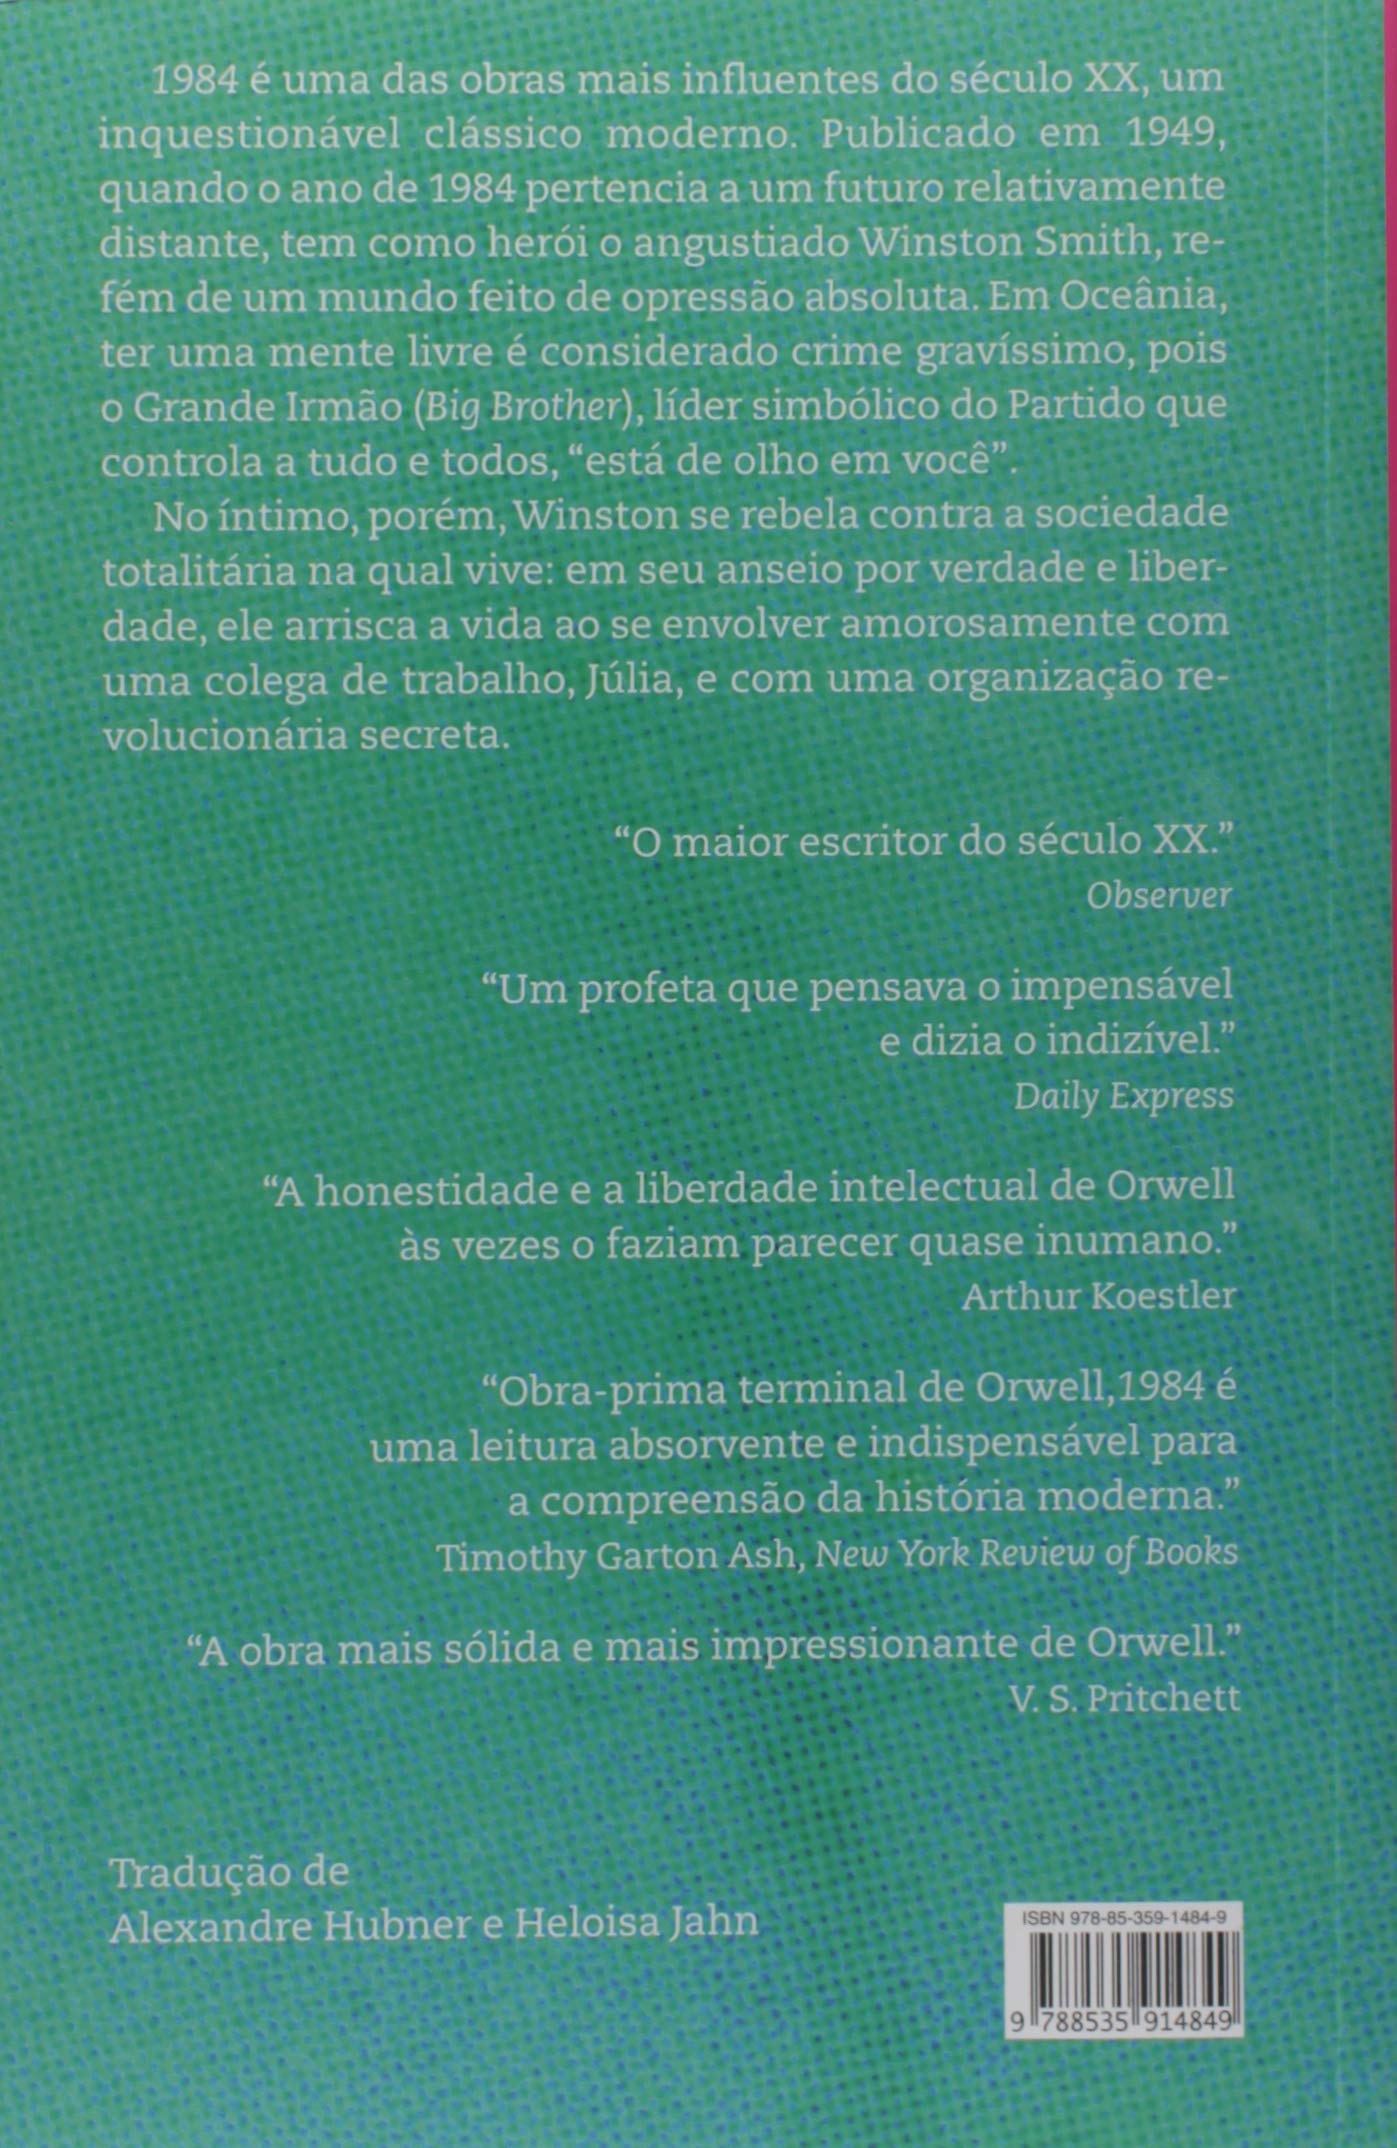 1984 é uma das obras mais influentes do século XX, um
inquestionável clássico moderno. Publicado em 1949,
quando o ano de 1984 pertencia a um futuro relativamente
distante, tem como herói o angustiado Winston Smith, re-
fém de um mundo feito de opressão absoluta. Em Oceânia,
ter uma mente livre é considerado crime gravíssimo, pois
o Grande Irmão (Big Brother), líder simbólico do Partido que
controla a tudo e todos, “está de olho em você”.
No íntimo, porém, Winston se rebela contra a sociedade
totalitária na qual vive: em seu anseio por verdade e liber-
dade, ele arrisca a vida ao se envolver amorosamente com
uma colega de trabalho, Júlia, e com uma organização re-
volucionária secreta.
“O maior escritor do século XX.”
Observer
“Um profeta que pensava o impensável
e dizia o indizível.”
Daily Express
“A honestidade e a liberdade intelectual de Orwell
às vezes o faziam parecer quase inumano.”
Arthur Koestler
“Obra-prima terminal de Orwell,1984 é
uma leitura absorvente e indispensável para
a compreensão da história moderna.”
Timothy Garton Ash, New York Review of Books
“A obra mais sólida e mais impressionante de Orwell.”
V. S. Pritchett
Tradução de
Alexandre Hubner e Heloisa Jahn
ISBN 978-85-359-1484-9
9 788535 914849